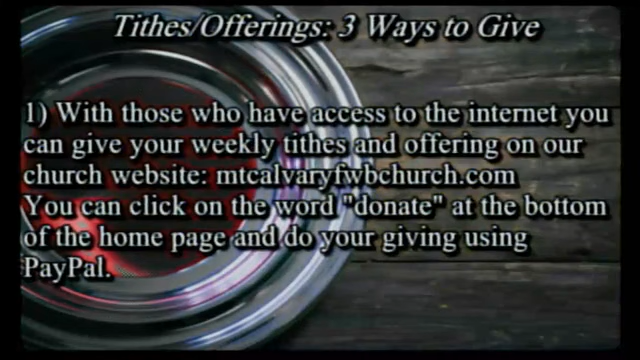 Tithes/Offerings: 3 Ways to Give
1) With those who have access to the internet you
can give your weekly tithes and offering on our
church website: mtcalvaryfwbchurch.com
You can click on the word "donate" at the bottom
of the home page and do your giving using
PayPal.